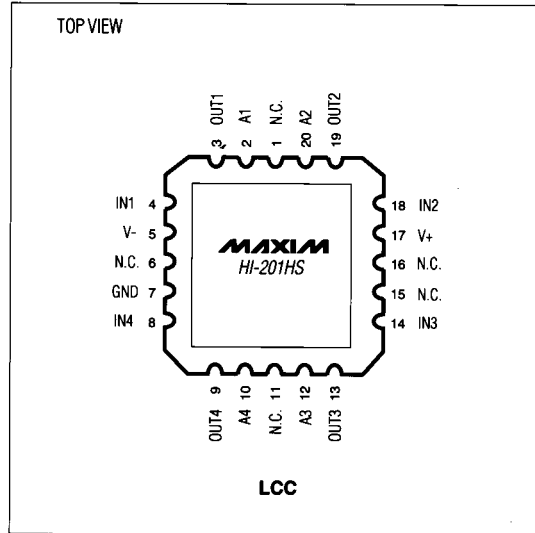 TOP VIEW
OUT1 A1 N.C. A2 OUT2
3 2 1 20 19
IN1 4
18 IN2
V- 5
17 V+
N.C. 6
16 N.C.
GND 7
15 N.C.
IN4 8
14 IN3
MAXIM
HI-201HS
9 10 11 12 13
OUT4 A4 N.C. A3 OUT3
LCC